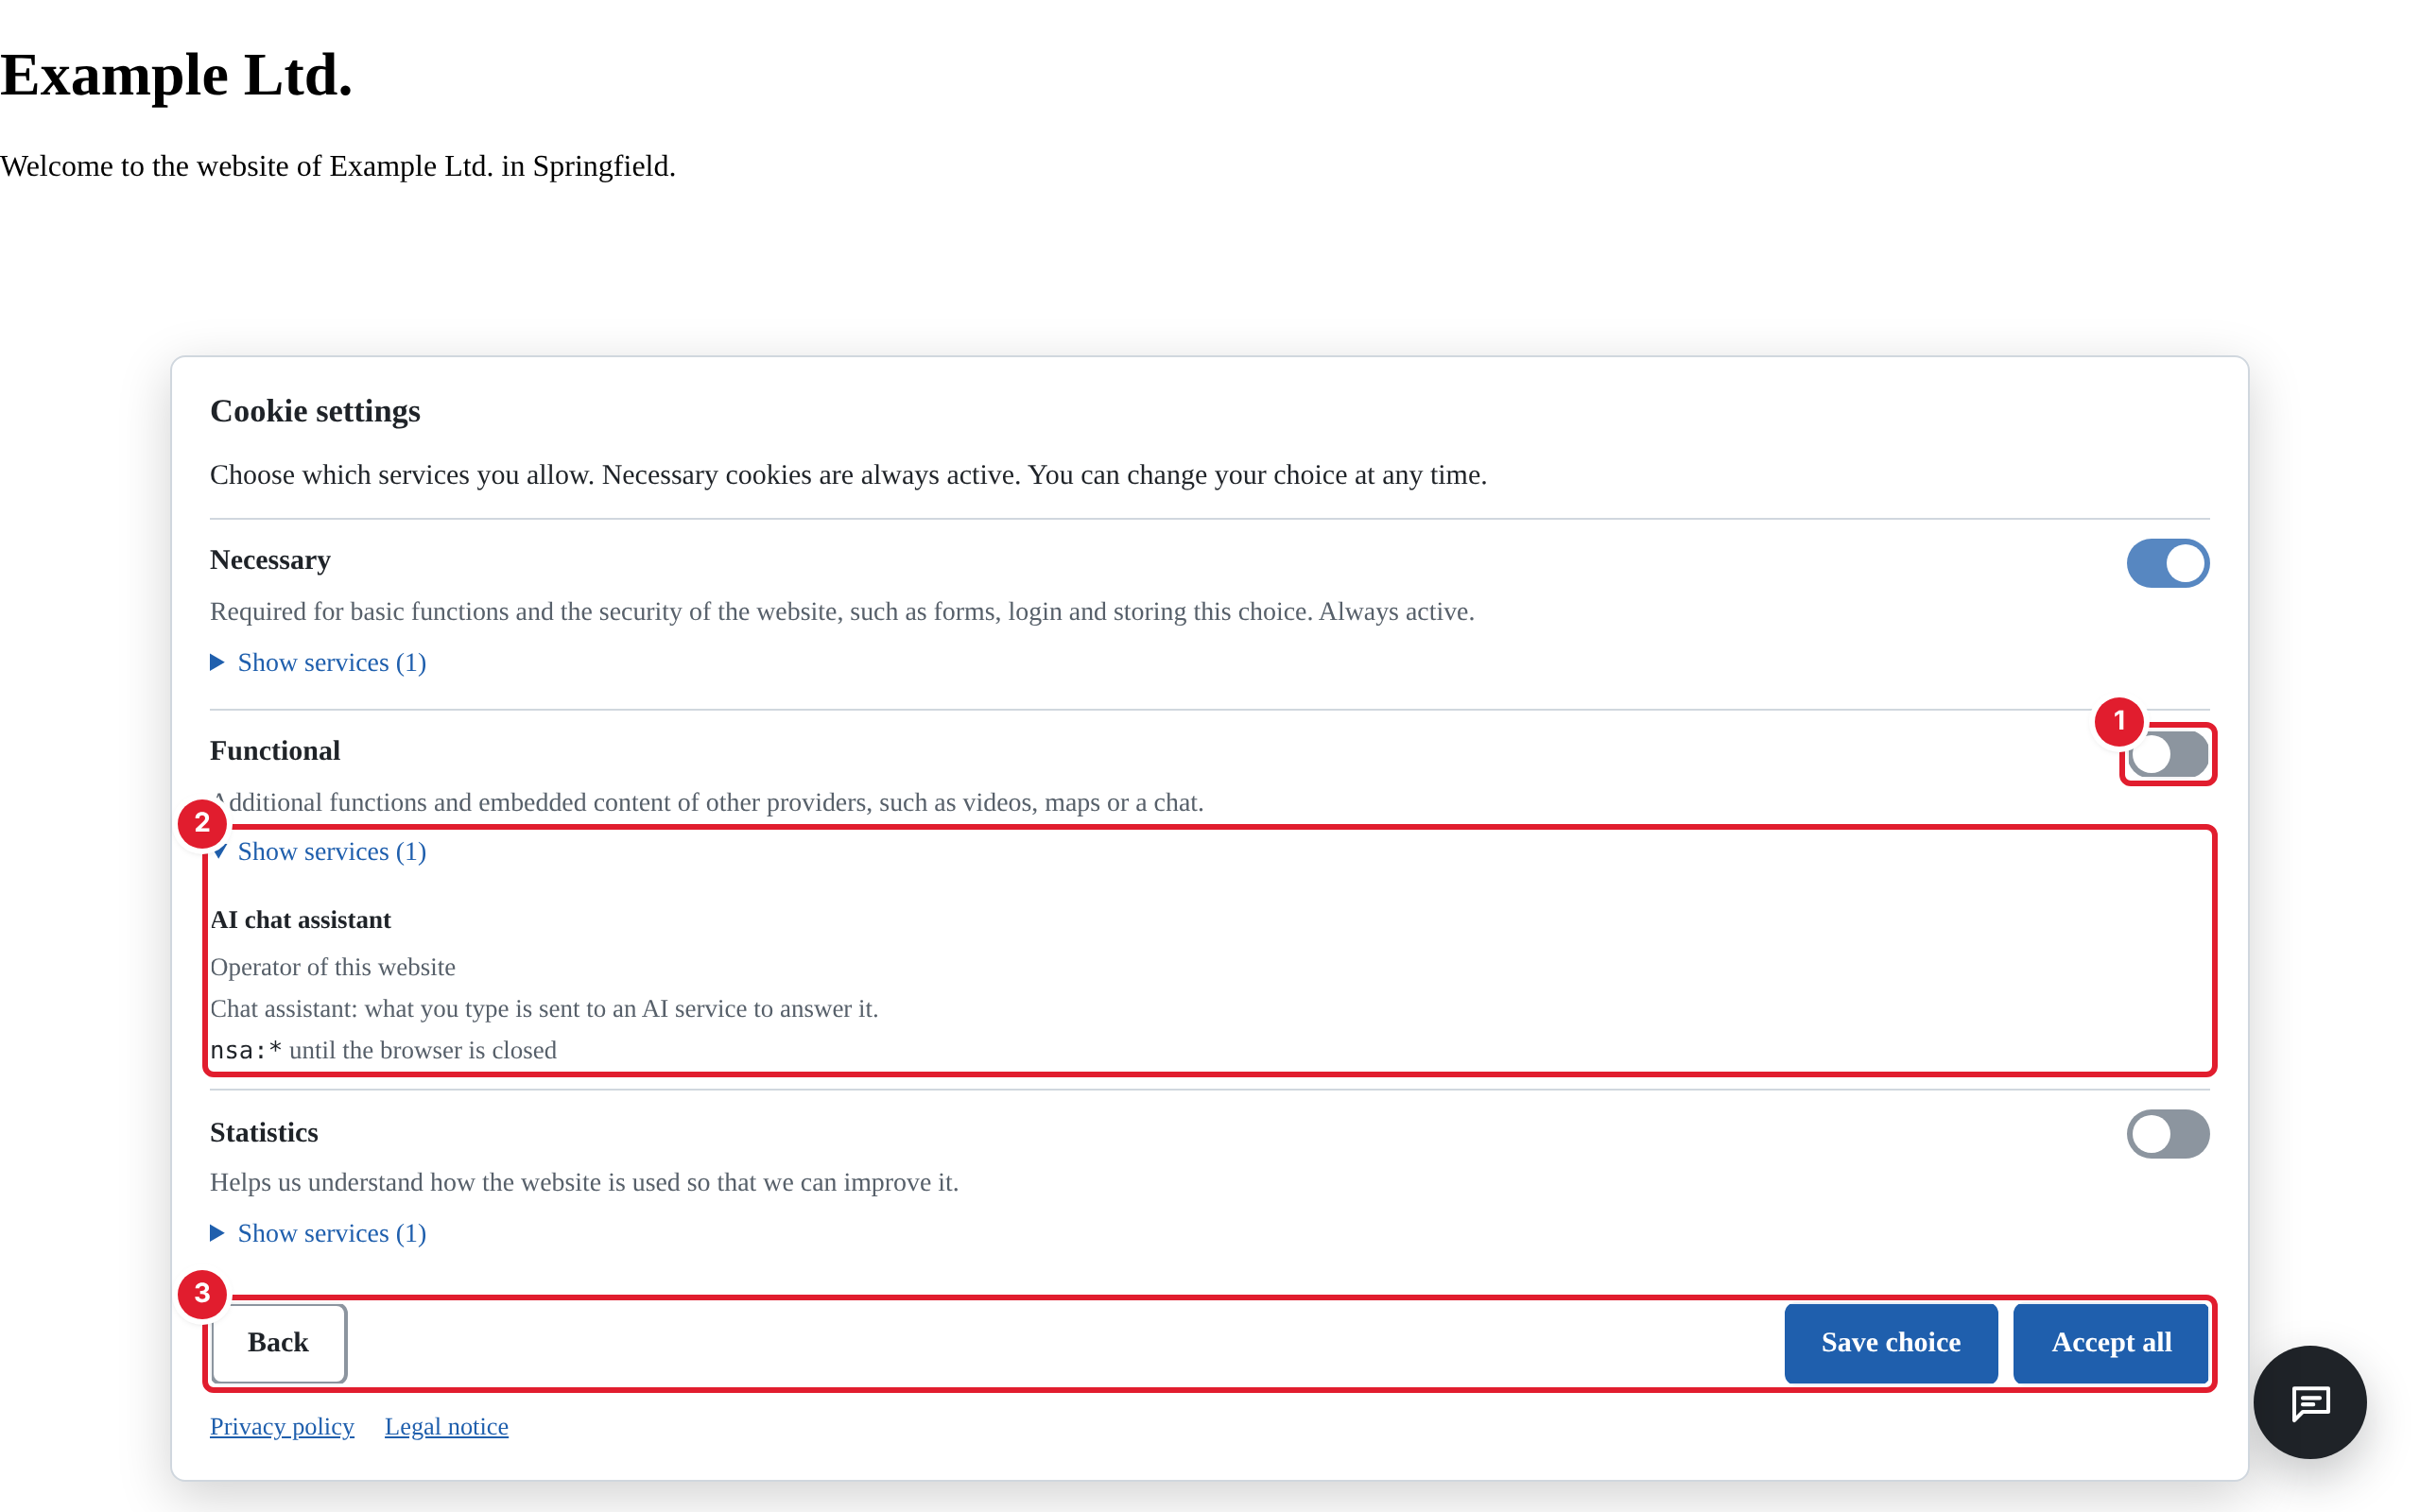 Example Ltd.
Welcome to the website of Example Ltd. in Springfield.
Cookie settings
Choose which services you allow. Necessary cookies are always active. You can change your choice at any time.
Necessary
Required for basic functions and the security of the website, such as forms, login and storing this choice. Always active.
Show services (1)
1
Functional
Additional functions and embedded content of other providers, such as videos, maps or a chat.
2
Show services (1)
AI chat assistant
Operator of this website
Chat assistant: what you type is sent to an AI service to answer it.
nsa:* until the browser is closed
Statistics
Helps us understand how the website is used so that we can improve it.
Show services (1)
3
Back Save choice Accept all
Privacy policy Legal notice